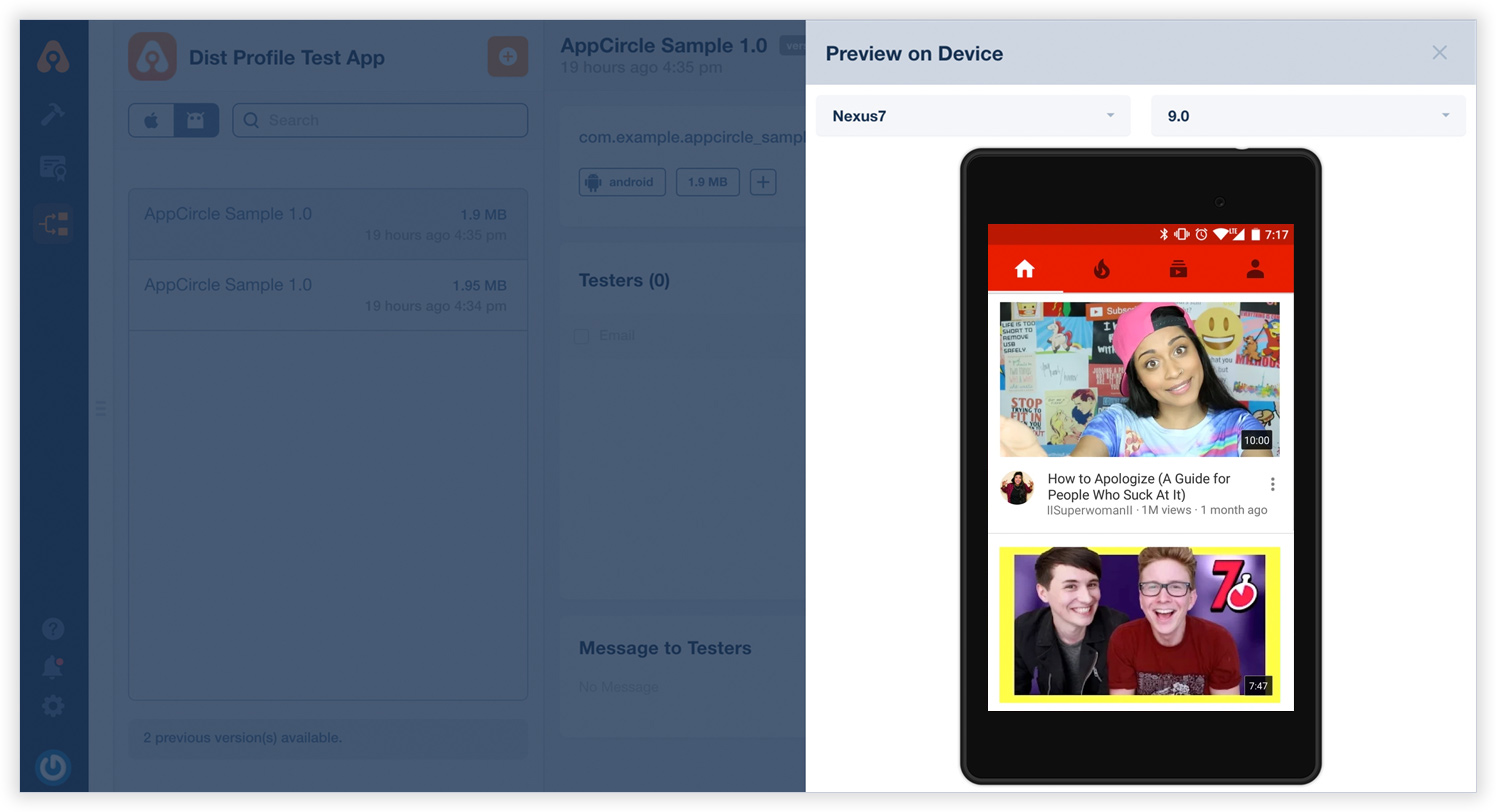 Dist Profile Test App
Search
AppCircle Sample 1.0
1.9 MB
19 hours ago 4:35 pm
AppCircle Sample 1.0
1.95 MB
19 hours ago 4:34 pm
2 previous version(s) available.
AppCircle Sample 1.0
19 hours ago 4:35 pm
com.example.appcircle_sampl
android
1.9 MB
Testers (0)
Email
Message to Testers
No Message
Preview on Device
Nexus7
9.0
LTE
7:17
LIFE IS TOO
SHORT TO
REMOVE
USB
SAFELY
STOP
TRYING TO
FIT IN
10:00
How to Apologize (A Guide for
People Who Suck At It)
IISuperwomanII · 1M views · 1 month ago
7
7:47